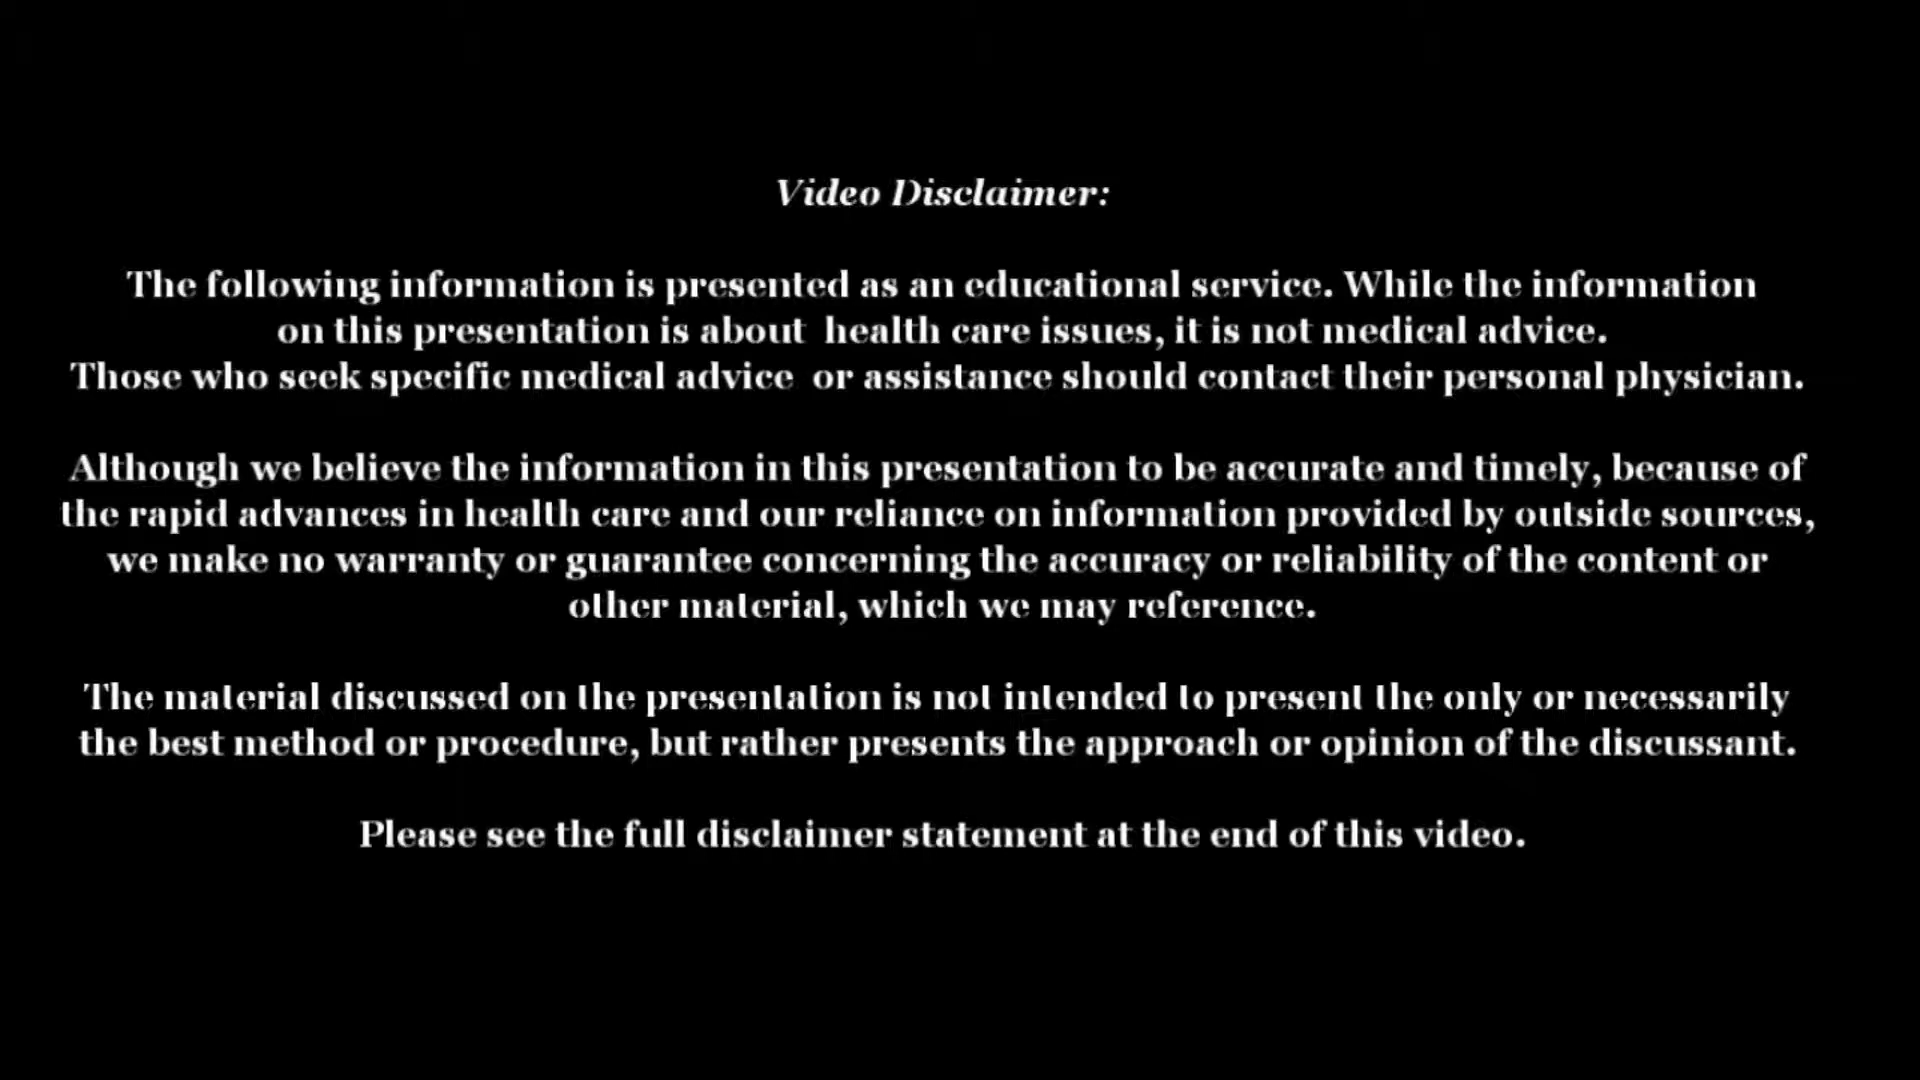 Video Disclaimer:
The following information is presented as an educational service. While the information
on this presentation is about health care issues, it is not medical advice.
Those who seek specific medical advice or assistance should contact their personal physician.
Although we believe the information in this presentation to be accurate and timely, because of
the rapid advances in health care and our reliance on information provided by outside sources,
we make no warranty or guarantee concerning the accuracy or reliability of the content or
other material, which we may reference.
The material discussed on the presentation is not intended to present the only or necessarily
the best method or procedure, but rather presents the approach or opinion of the discussant.
Please see the full disclaimer statement at the end of this video.